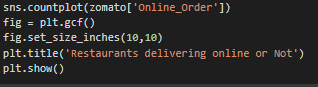 sns.countplot(zomato['Online_Order'])
fig = plt.gcf()
fig.set_size_inches(10,10)
plt.title('Restaurants delivering online or Not')
plt.show()